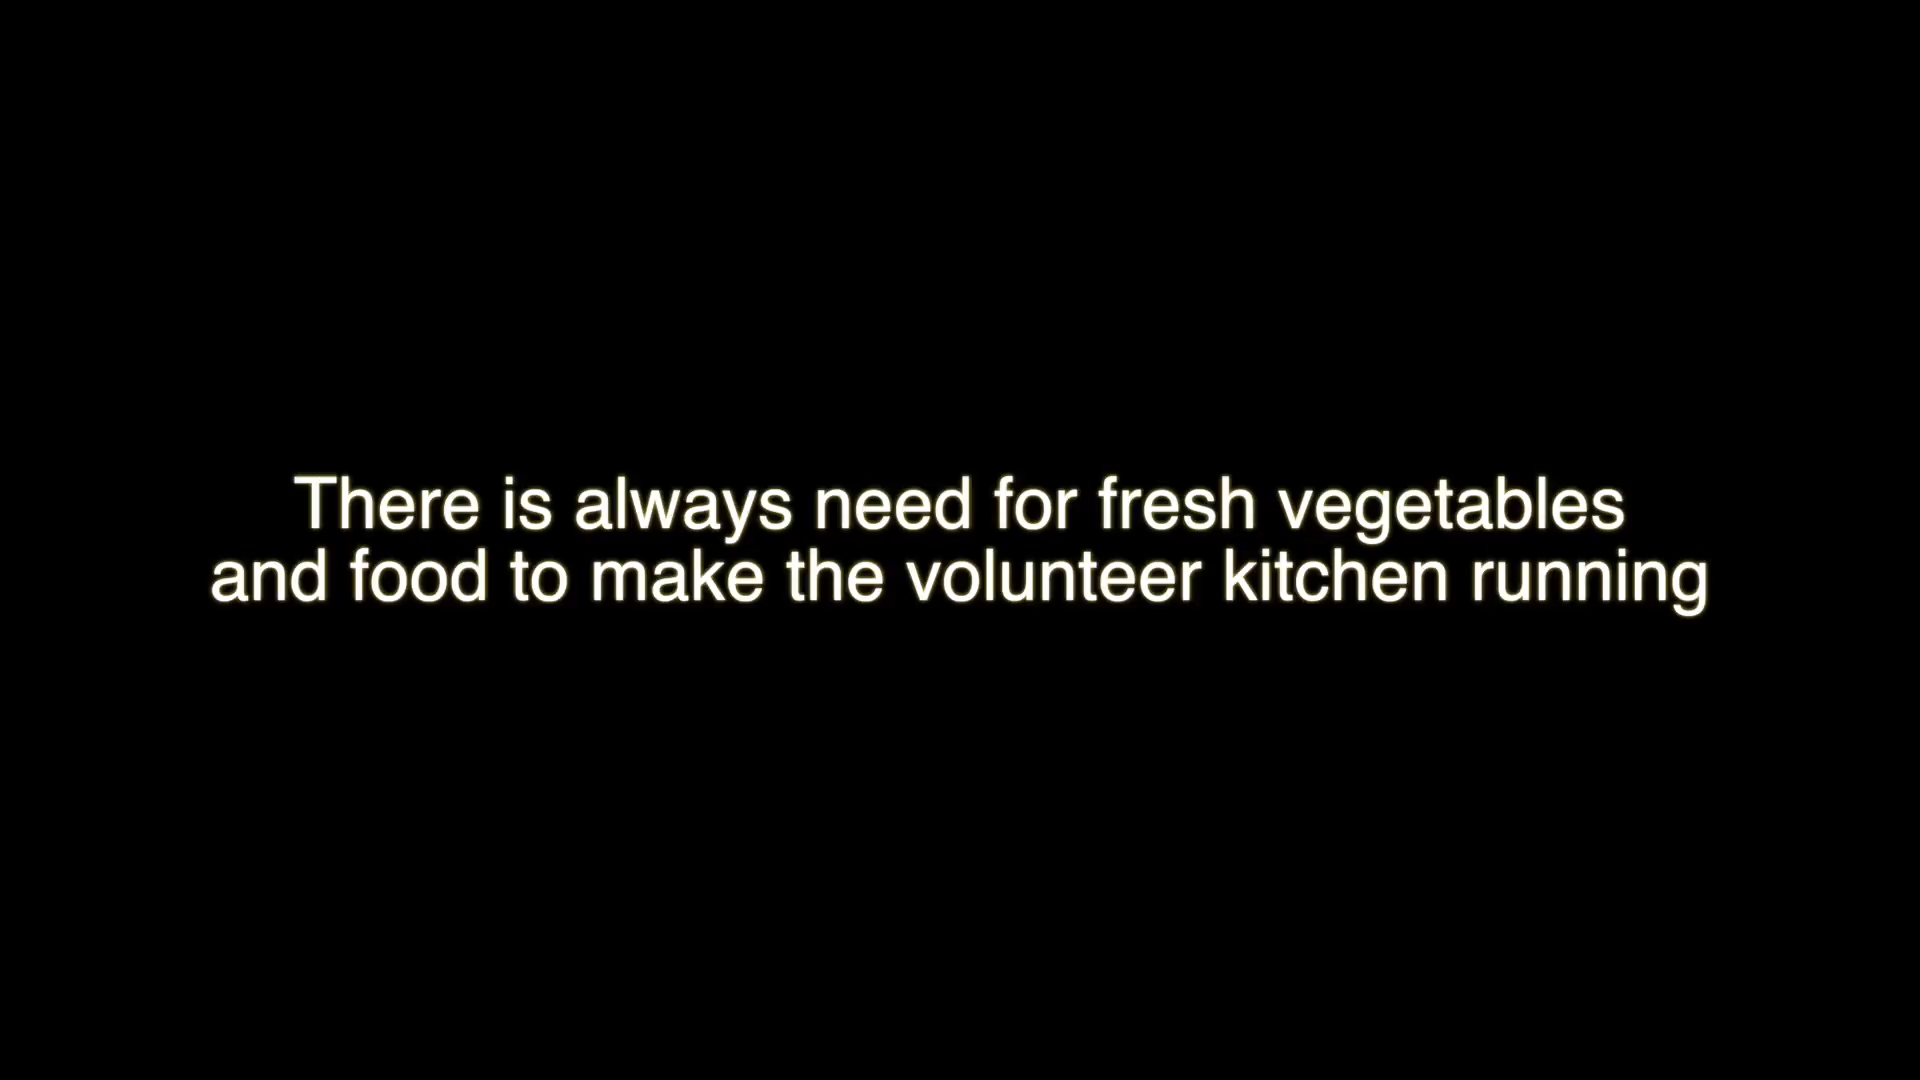 There is always need for fresh vegetables
and food to make the volunteer kitchen running